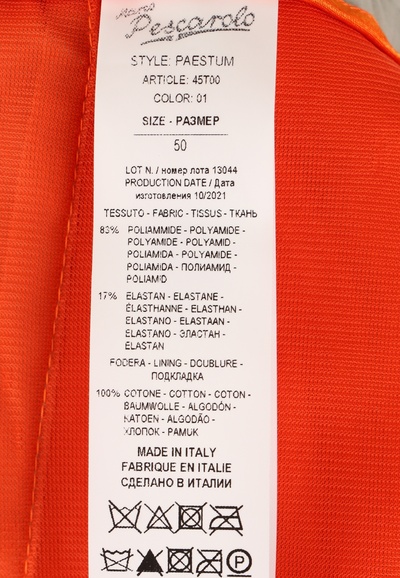 Marco
Pescarolo
STYLE: PAESTUM
ARTICLE: 45T00
COLOR: 01
SIZE - РАЗМЕР
50
LOT N. / номер лота 13044
PRODUCTION DATE / Дата
изготовления 10/2021
TESSUTO - FABRIC - TISSUS - ТКАНЬ
83% POLIAMMIDE - POLYAMIDE -
POLYAMIDE - POLYAMID -
POLIAMIDA - POLYAMIDE -
POLIAMIDA - ПОЛИАМИД -
POLIAMID
17% ELASTAN - ELASTANE -
ÉLASTHANNE - ELASTHAN -
ELASTANO - ELASTAAN -
ELASTANO - ЭЛАСТАН -
ELASTAN
FODERA - LINING - DOUBLURE -
ПОДКЛАДКА
100% COTONE - COTTON - COTON -
BAUMWOLLE - ALGODÓN -
KATOEN - ALGODÃO -
ХЛОПОК - PAMUK
MADE IN ITALY
FABRIQUE EN ITALIE
СДЕЛАНО В ИТАЛИИ
P